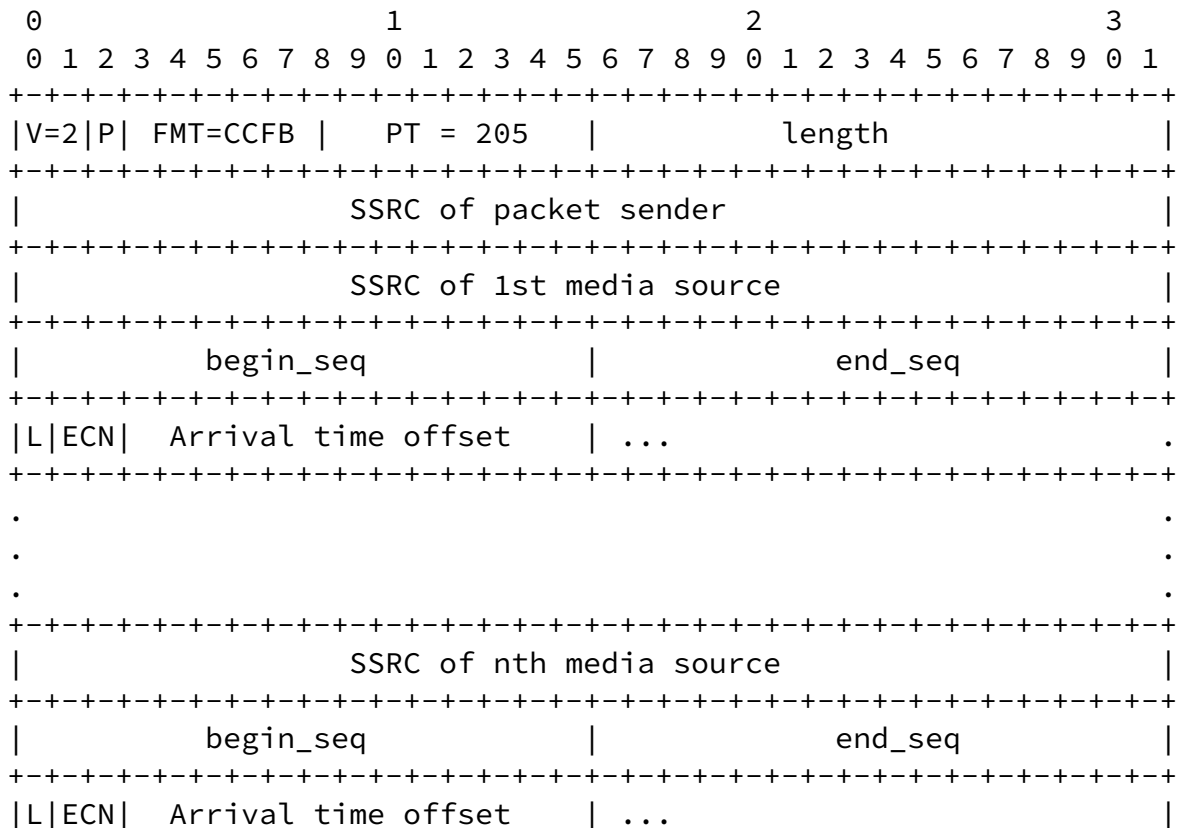 0                   1                   2                   3
 0 1 2 3 4 5 6 7 8 9 0 1 2 3 4 5 6 7 8 9 0 1 2 3 4 5 6 7 8 9 0 1
+-+-+-+-+-+-+-+-+-+-+-+-+-+-+-+-+-+-+-+-+-+-+-+-+-+-+-+-+-+-+-+-+
|V=2|P| FMT=CCFB |   PT = 205   |          length               |
+-+-+-+-+-+-+-+-+-+-+-+-+-+-+-+-+-+-+-+-+-+-+-+-+-+-+-+-+-+-+-+-+
|                  SSRC of packet sender                        |
+-+-+-+-+-+-+-+-+-+-+-+-+-+-+-+-+-+-+-+-+-+-+-+-+-+-+-+-+-+-+-+-+
|                  SSRC of 1st media source                     |
+-+-+-+-+-+-+-+-+-+-+-+-+-+-+-+-+-+-+-+-+-+-+-+-+-+-+-+-+-+-+-+-+
|          begin_seq            |             end_seq           |
+-+-+-+-+-+-+-+-+-+-+-+-+-+-+-+-+-+-+-+-+-+-+-+-+-+-+-+-+-+-+-+-+
|L|ECN|  Arrival time offset    | ...                           .
+-+-+-+-+-+-+-+-+-+-+-+-+-+-+-+-+-+-+-+-+-+-+-+-+-+-+-+-+-+-+-+-+
.                                                               .
.                                                               .
.                                                               .
+-+-+-+-+-+-+-+-+-+-+-+-+-+-+-+-+-+-+-+-+-+-+-+-+-+-+-+-+-+-+-+-+
|                  SSRC of nth media source                     |
+-+-+-+-+-+-+-+-+-+-+-+-+-+-+-+-+-+-+-+-+-+-+-+-+-+-+-+-+-+-+-+-+
|          begin_seq            |             end_seq           |
+-+-+-+-+-+-+-+-+-+-+-+-+-+-+-+-+-+-+-+-+-+-+-+-+-+-+-+-+-+-+-+-+
|L|ECN|  Arrival time offset    | ...                           |